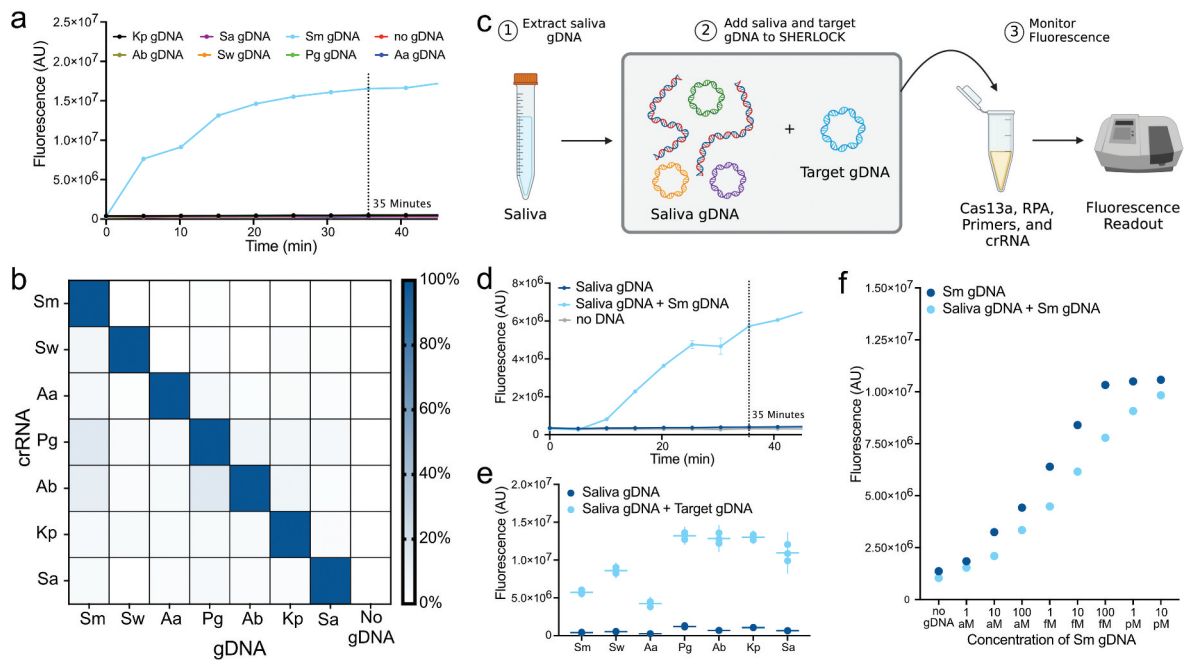 a
Fluorescence (AU)
2.5×10⁷
2.0×10⁷
1.5×10⁷
1.0×10⁷
5.0×10⁶
0
Kp gDNA Sa gDNA Sm gDNA no gDNA
Ab gDNA Sw gDNA Pg gDNA Aa gDNA
35 Minutes
0 10 20 30 40
Time (min)
b
crRNA
Sm
Sw
Aa
Pg
Ab
Kp
Sa
Sm Sw Aa Pg Ab Kp Sa No
gDNA
gDNA
100%
80%
60%
40%
20%
0%
c
1 Extract saliva
gDNA
2 Add saliva and target
gDNA to SHERLOCK
3 Monitor
Fluorescence
Saliva
+
Saliva gDNA
Target gDNA
Cas13a, RPA,
Primers, and
crRNA
Fluorescence
Readout
d
Fluorescence (AU)
8×10⁶
6×10⁶
4×10⁶
2×10⁶
0
Saliva gDNA
Saliva gDNA + Sm gDNA
no DNA
35 Minutes
0 20 40
Time (min)
e
Fluorescence (AU)
2.0×10⁷
1.5×10⁷
1.0×10⁷
5.0×10⁶
0
Saliva gDNA
Saliva gDNA + Target gDNA
Sm Sw Aa Pg Ab Kp Sa
f
Fluorescence (AU)
1.50×10⁷
1.25×10⁷
1.00×10⁷
7.50×10⁶
5.00×10⁶
2.50×10⁶
0
Sm gDNA
Saliva gDNA + Sm gDNA
no 1 10 100 1 10 100 1 10
gDNA aM aM aM fM fM fM pM pM
Concentration of Sm gDNA